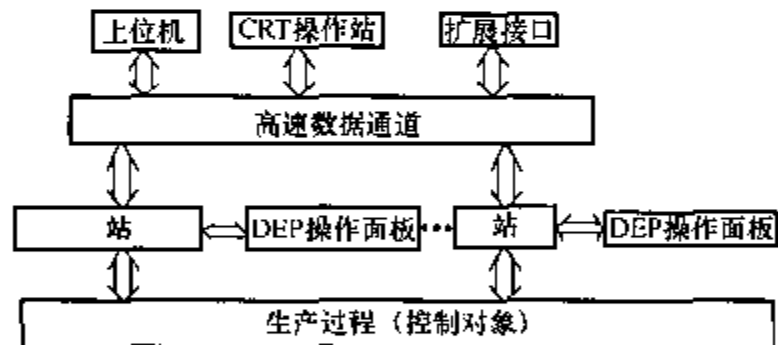 上位机 CRT操作站 扩展接口
高速数据通道
站 DEP操作面板 ··· 站 DEP操作面板
生产过程（控制对象）